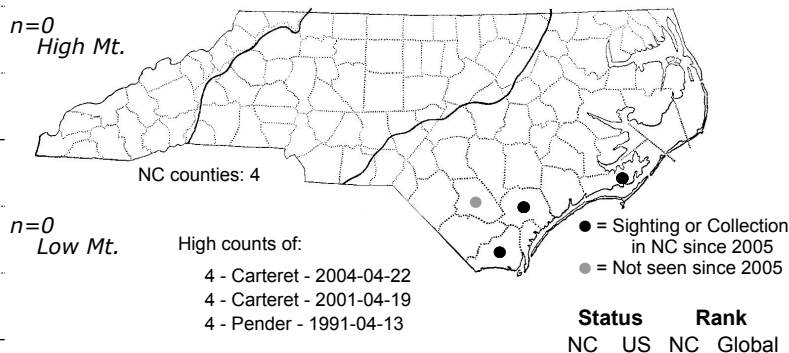 n=0
High Mt.
NC counties: 4
n=0
Low Mt.
High counts of:
4 - Carteret - 2004-04-22
4 - Carteret - 2001-04-19
4 - Pender - 1991-04-13
● = Sighting or Collection
in NC since 2005
● = Not seen since 2005
Status Rank
NC US NC Global